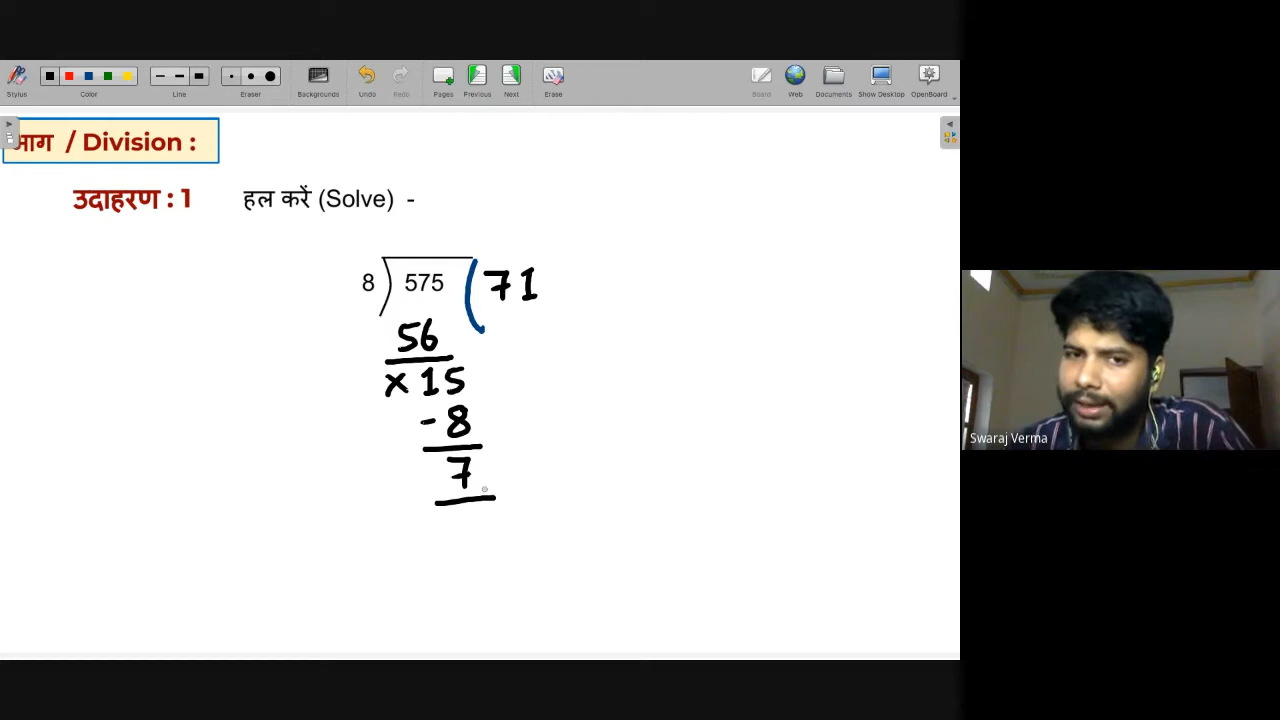 Stylus Color Line Eraser Backgrounds Undo Redo Pages Previous Next Erase Board Web Documents Show Desktop OpenBoard
भाग / Division :
उदाहरण : 1 हल करें (Solve) -
8 ) 575 ( 71
56
× 15
- 8
7
Swaraj Verma